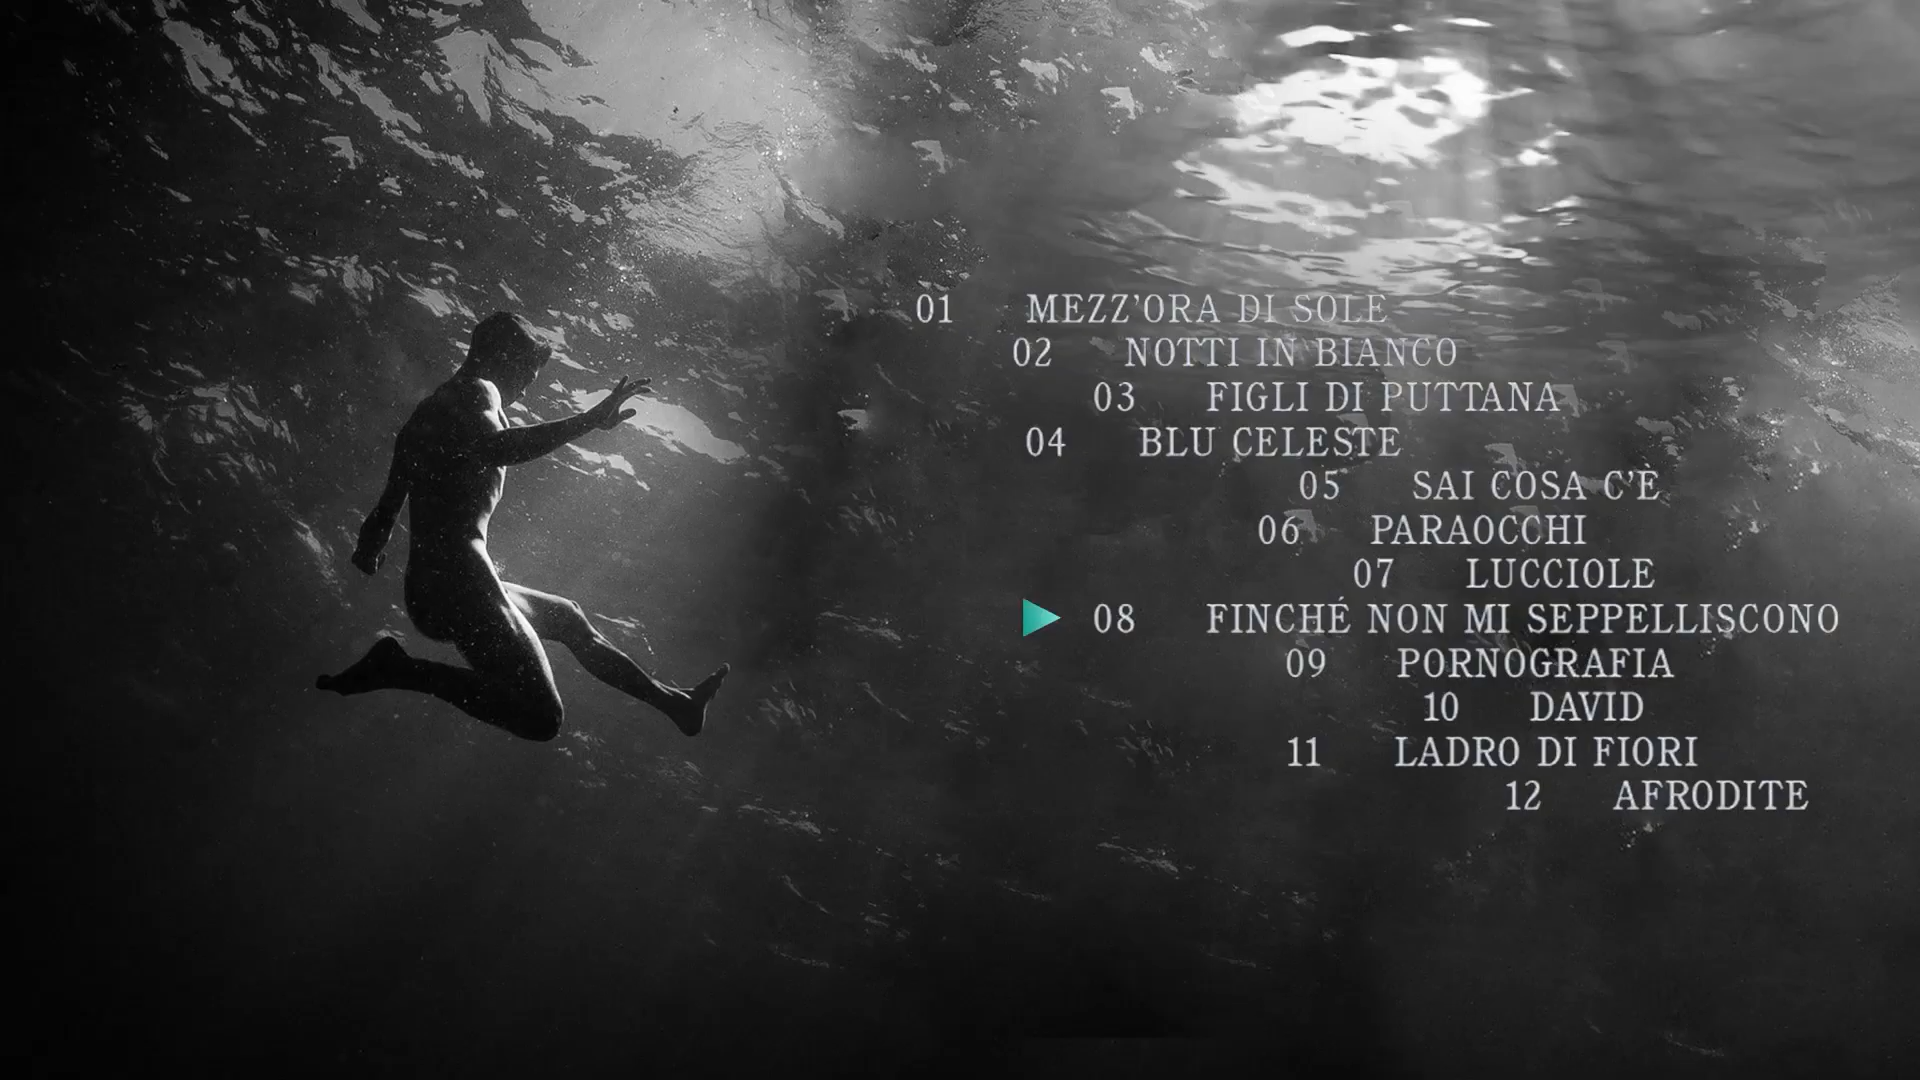 01 MEZZ'ORA DI SOLE
02 NOTTI IN BIANCO
03 FIGLI DI PUTTANA
04 BLU CELESTE
05 SAI COSA C'È
06 PARAOCCHI
07 LUCCIOLE
08 FINCHÉ NON MI SEPPELLISCONO
09 PORNOGRAFIA
10 DAVID
11 LADRO DI FIORI
12 AFRODITE